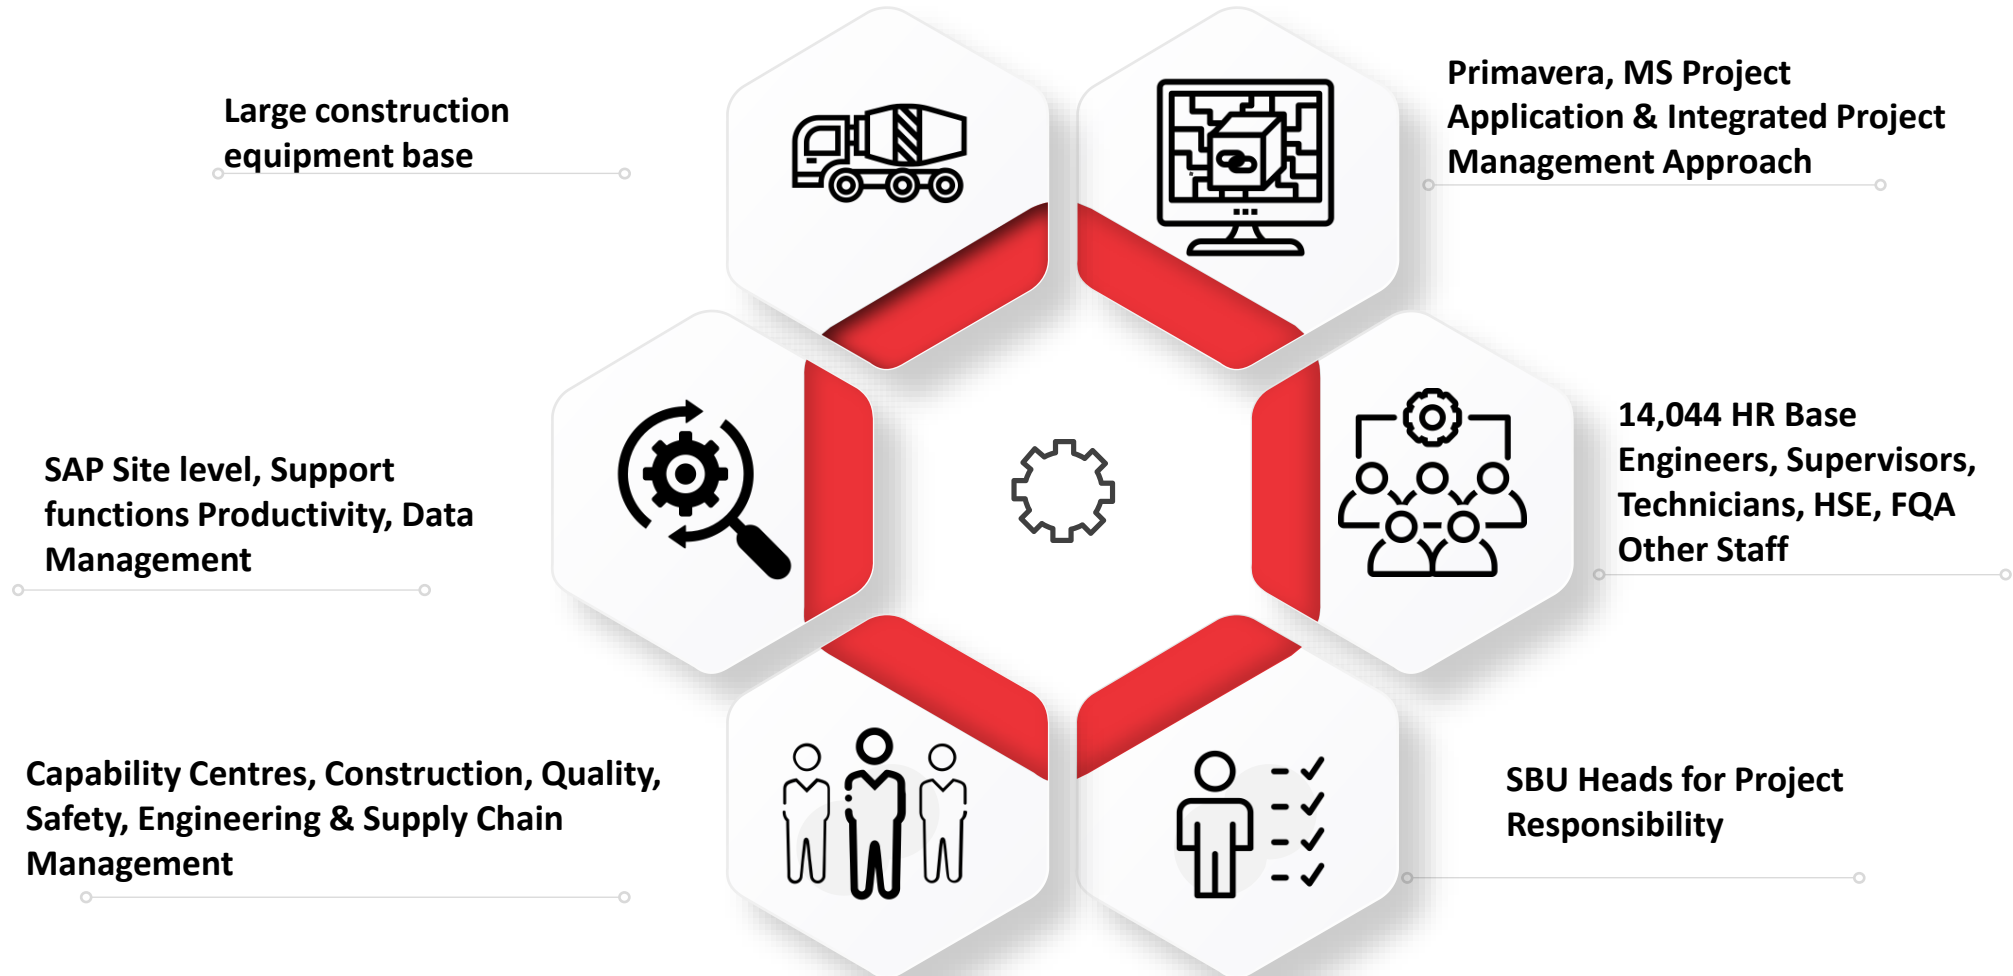 Large construction
equipment base
Primavera, MS Project
Application & Integrated Project
Management Approach
SAP Site level, Support
functions Productivity, Data
Management
14,044 HR Base
Engineers, Supervisors,
Technicians, HSE, FQA
Other Staff
Capability Centres, Construction, Quality,
Safety, Engineering & Supply Chain
Management
SBU Heads for Project
Responsibility